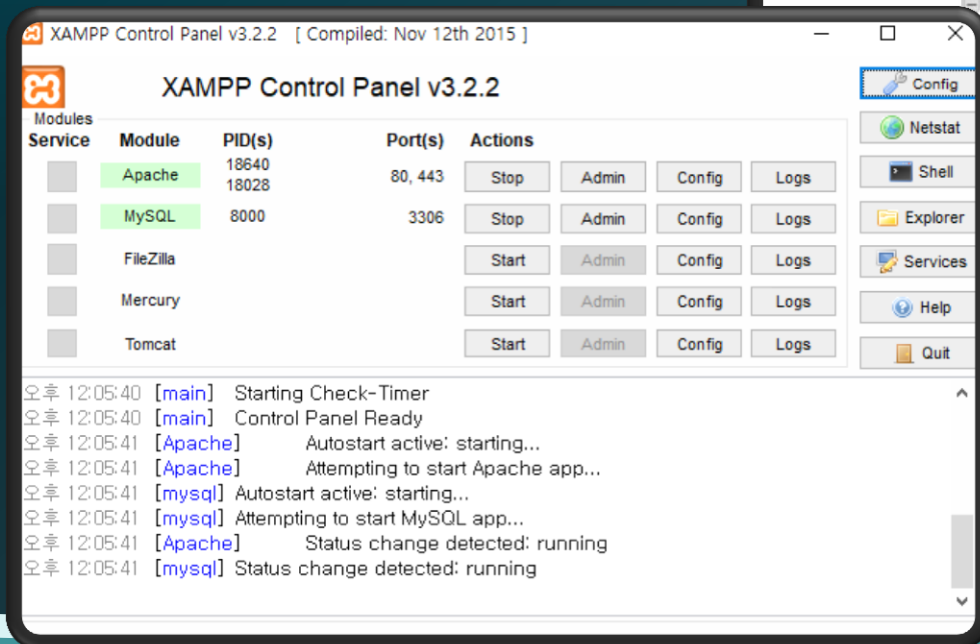 XAMPP Control Panel v3.2.2 [ Compiled: Nov 12th 2015 ]
XAMPP Control Panel v3.2.2
Config
Modules
Service Module PID(s) Port(s) Actions
Netstat
Apache 18640 18028 80, 443 Stop Admin Config Logs
Shell
MySQL 8000 3306 Stop Admin Config Logs
Explorer
FileZilla Start Admin Config Logs
Services
Mercury Start Admin Config Logs
Help
Tomcat Start Admin Config Logs
Quit
오후 12:05:40 [main] Starting Check-Timer
오후 12:05:40 [main] Control Panel Ready
오후 12:05:41 [Apache] Autostart active: starting...
오후 12:05:41 [Apache] Attempting to start Apache app...
오후 12:05:41 [mysql] Autostart active: starting...
오후 12:05:41 [mysql] Attempting to start MySQL app...
오후 12:05:41 [Apache] Status change detected: running
오후 12:05:41 [mysql] Status change detected: running